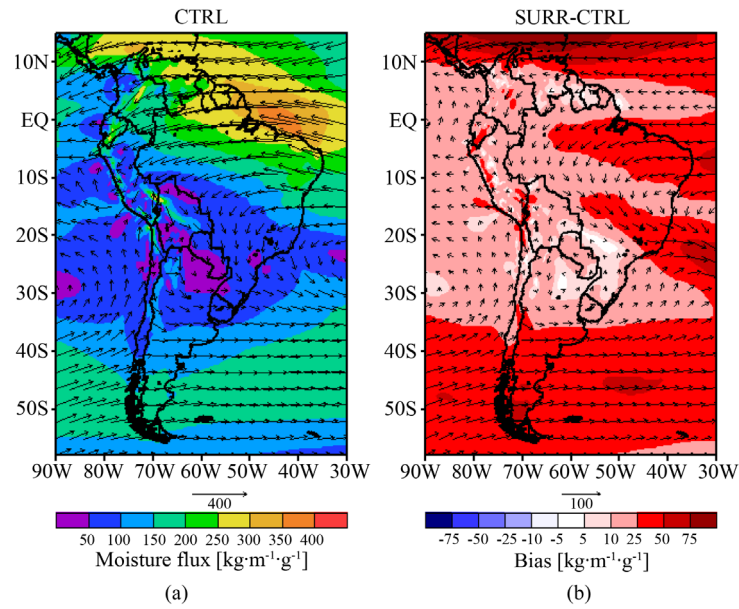 CTRL
10N
EQ
10S
20S
30S
40S
50S
90W 80W 70W 60W 50W 40W 30W
400
50 100 150 200 250 300 350 400
Moisture flux [kg·m⁻¹·g⁻¹]
(a)
SURR-CTRL
10N
EQ
10S
20S
30S
40S
50S
90W 80W 70W 60W 50W 40W 30W
100
-75 -50 -25 -10 -5 5 10 25 50 75
Bias [kg·m⁻¹·g⁻¹]
(b)